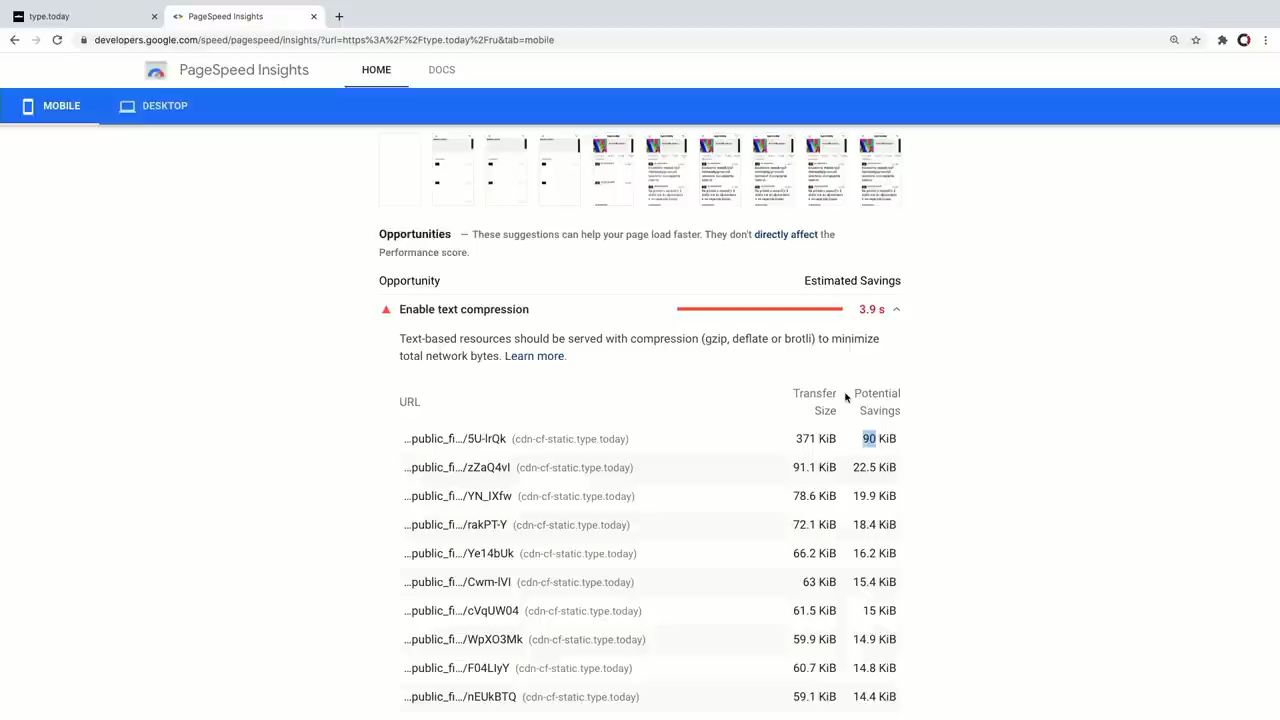 type.today
PageSpeed Insights
developers.google.com/speed/pagespeed/insights/?url=https%3A%2F%2Ftype.today%2Fru&tab=mobile
PageSpeed Insights
HOME
DOCS
MOBILE
DESKTOP
Opportunities — These suggestions can help your page load faster. They don't directly affect the
Performance score.
Opportunity Estimated Savings
Enable text compression 3.9 s
Text-based resources should be served with compression (gzip, deflate or brotli) to minimize
total network bytes. Learn more.
URL Transfer Size Potential Savings
...public_fi.../5U-lrQk (cdn-cf-static.type.today) 371 KiB 90 KiB
...public_fi.../zZaQ4vI (cdn-cf-static.type.today) 91.1 KiB 22.5 KiB
...public_fi.../YN_IXfw (cdn-cf-static.type.today) 78.6 KiB 19.9 KiB
...public_fi.../rakPT-Y (cdn-cf-static.type.today) 72.1 KiB 18.4 KiB
...public_fi.../Ye14bUk (cdn-cf-static.type.today) 66.2 KiB 16.2 KiB
...public_fi.../Cwm-lVI (cdn-cf-static.type.today) 63 KiB 15.4 KiB
...public_fi.../cVqUW04 (cdn-cf-static.type.today) 61.5 KiB 15 KiB
...public_fi.../WpXO3Mk (cdn-cf-static.type.today) 59.9 KiB 14.9 KiB
...public_fi.../F04LIyY (cdn-cf-static.type.today) 60.7 KiB 14.8 KiB
...public_fi.../nEUkBTQ (cdn-cf-static.type.today) 59.1 KiB 14.4 KiB